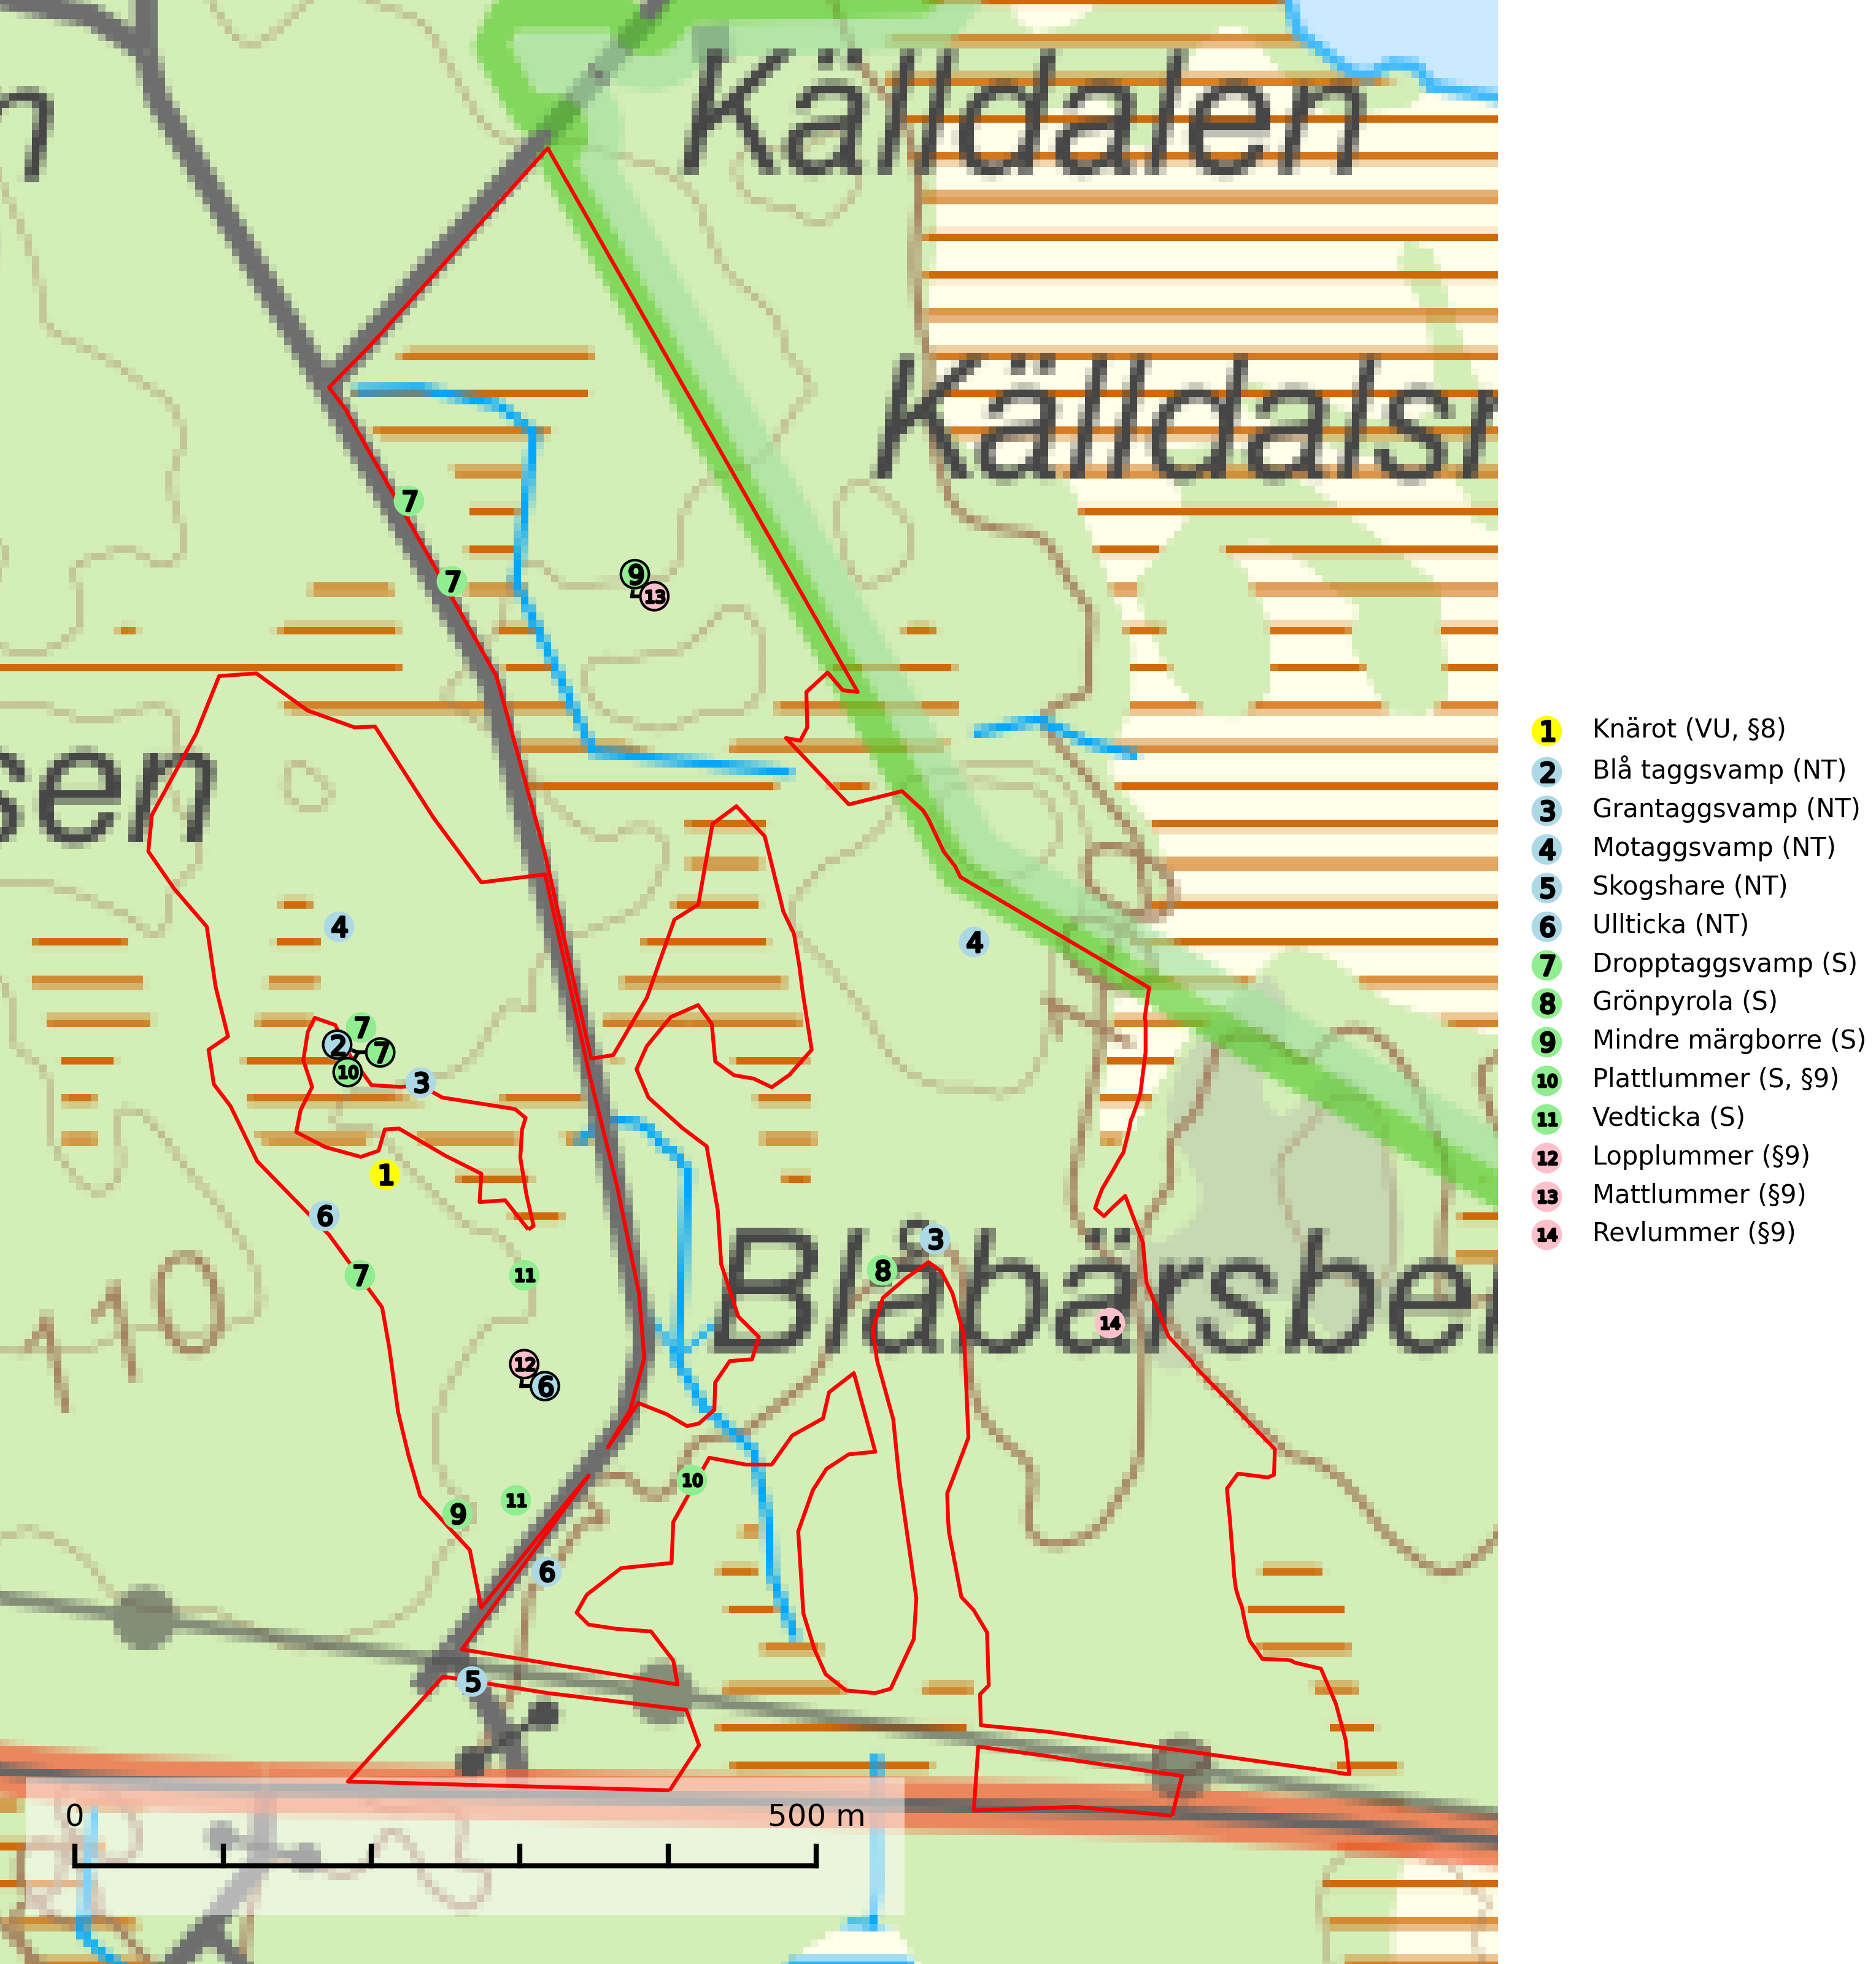 Källdalen
n
Källdalsr
7
7
9
13
sen
4
4
7
2
7
10
3
1
6
3
7
11
8
Blåbärsber
110
14
12
6
10
11
9
6
5
0 500 m
1 Knärot (VU, §8)
2 Blå taggsvamp (NT)
3 Grantaggsvamp (NT)
4 Motaggsvamp (NT)
5 Skogshare (NT)
6 Ullticka (NT)
7 Dropptaggsvamp (S)
8 Grönpyrola (S)
9 Mindre märgborre (S)
10 Plattlummer (S, §9)
11 Vedticka (S)
12 Lopplummer (§9)
13 Mattlummer (§9)
14 Revlummer (§9)